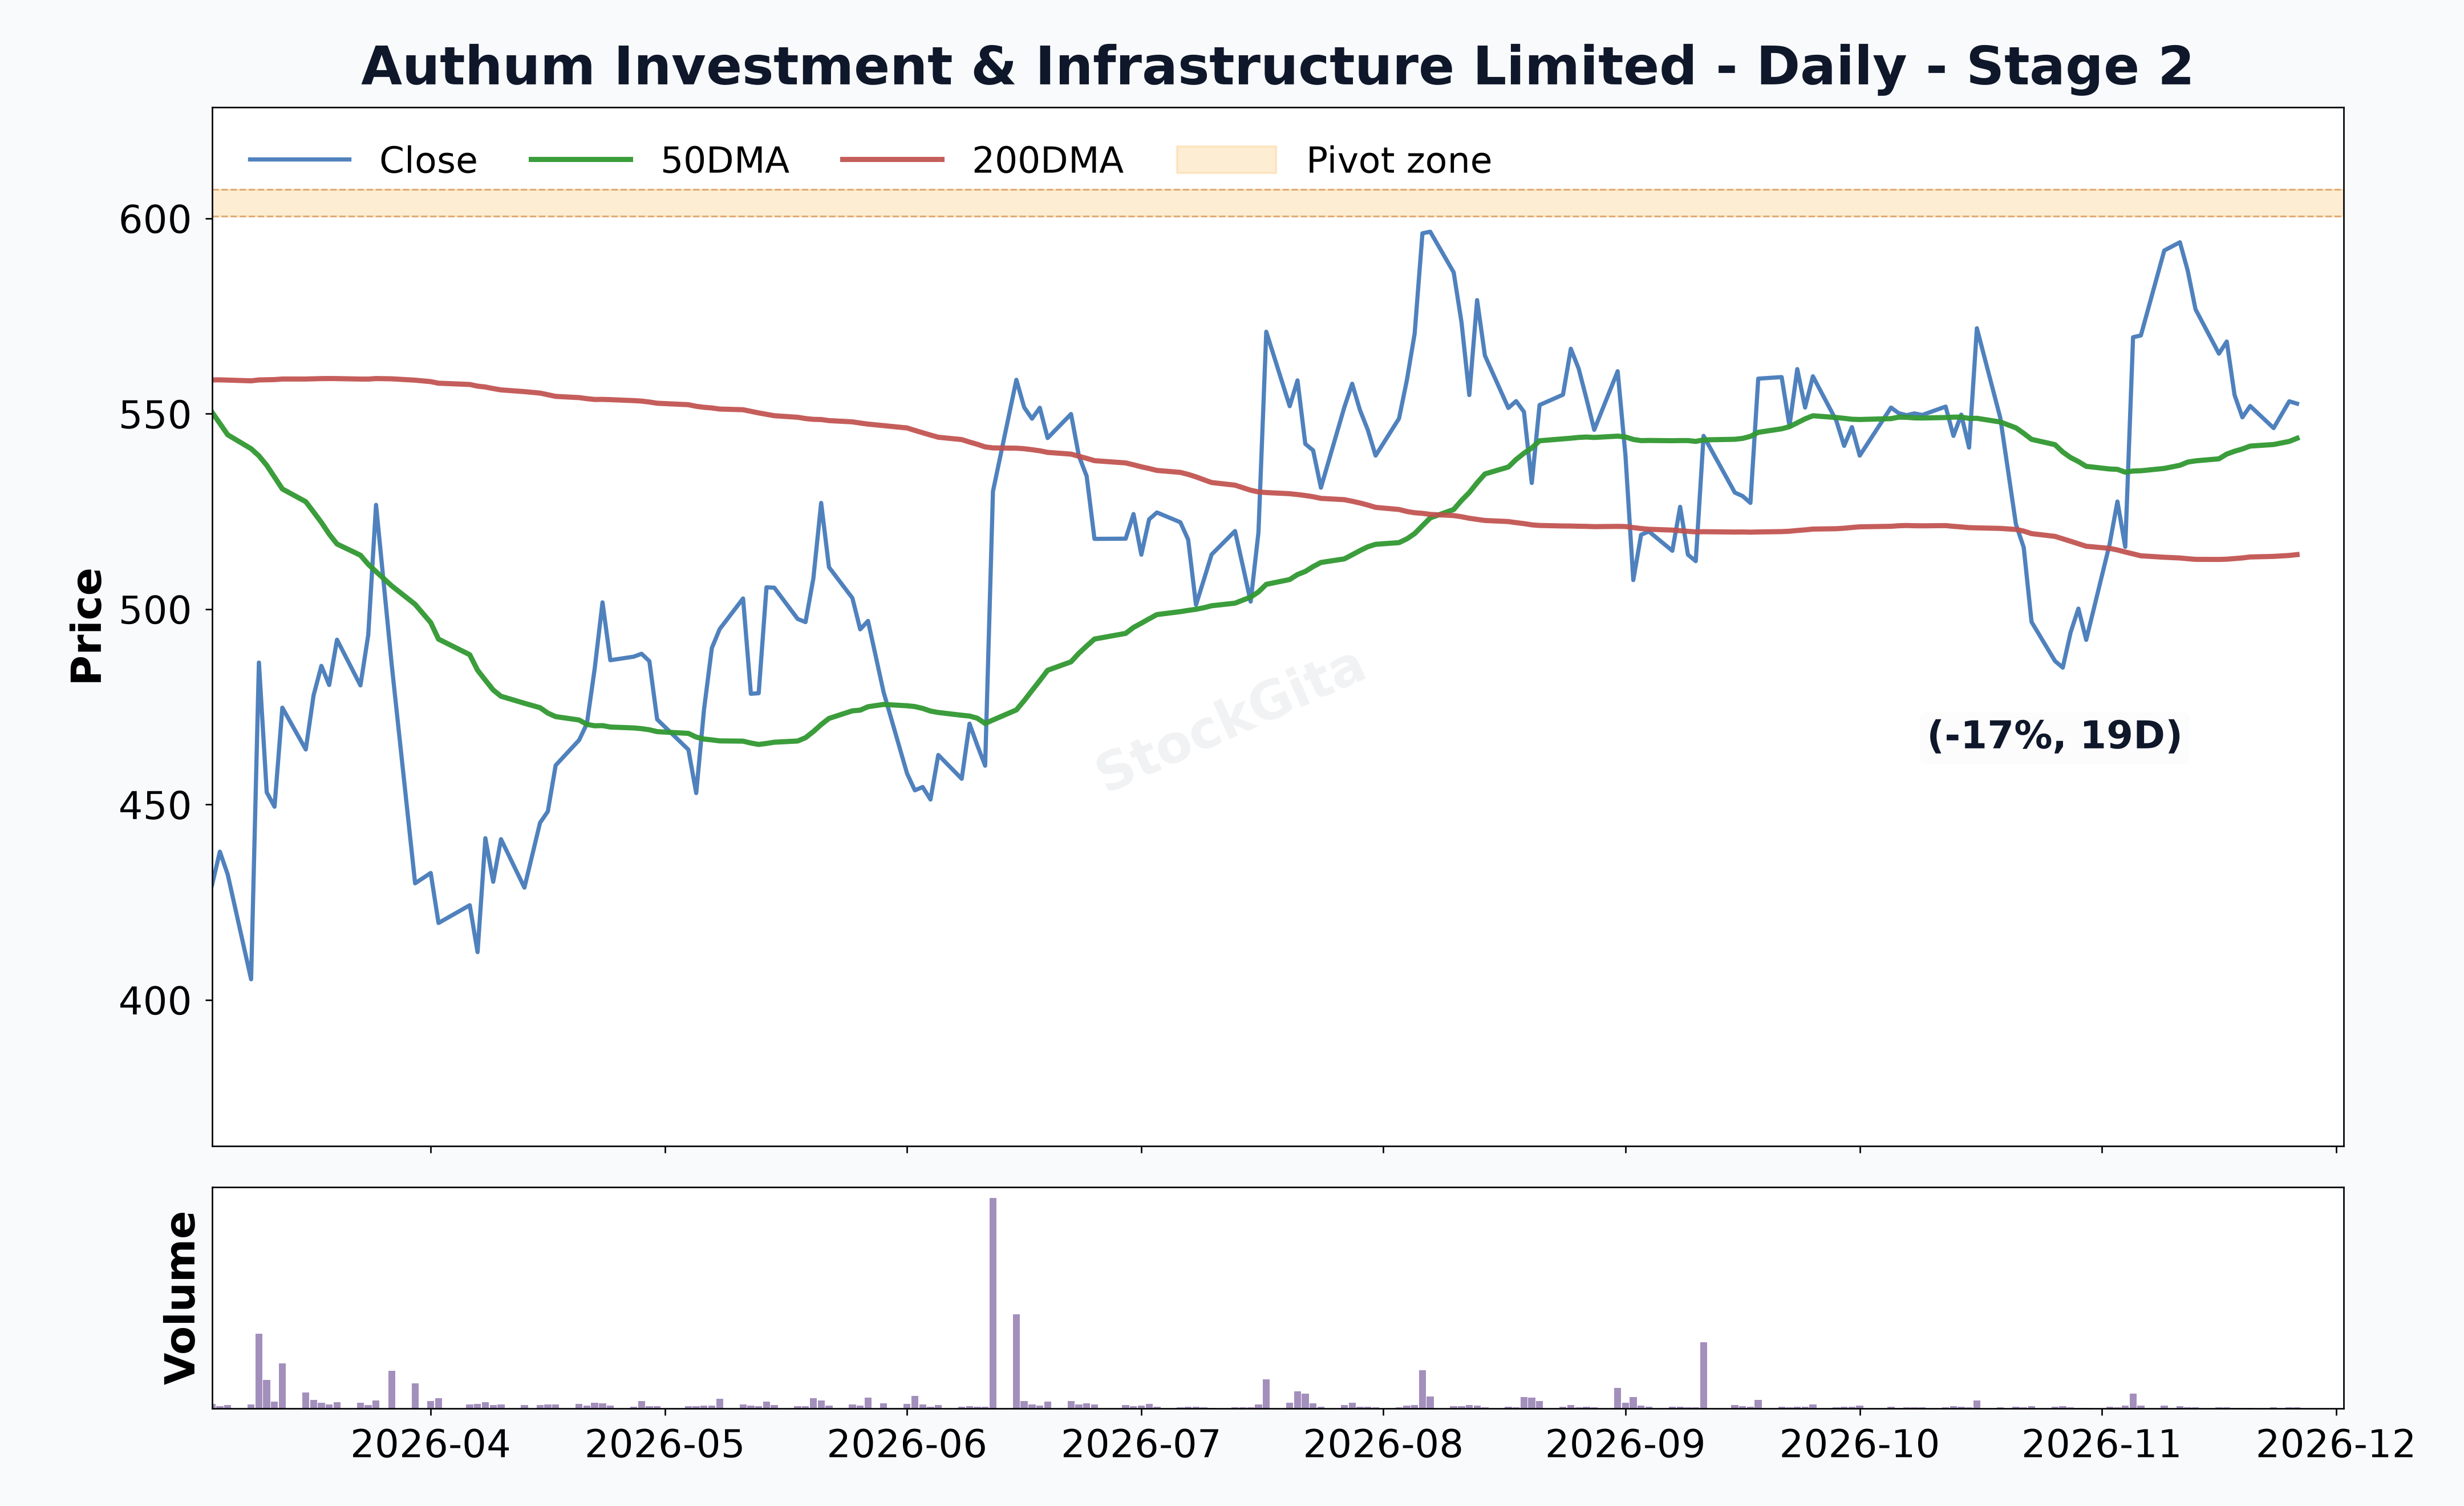 Authum Investment & Infrastructure Limited - Daily - Stage 2
Close 50DMA 200DMA Pivot zone
Price
600
550
500
450
400
StockGita
(-17%, 19D)
Volume
2026-04 2026-05 2026-06 2026-07 2026-08 2026-09 2026-10 2026-11 2026-12